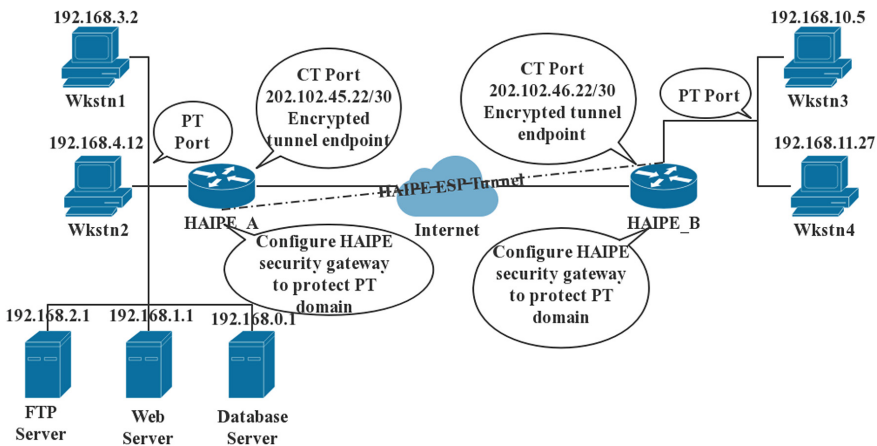 192.168.3.2
Wkstn1
192.168.4.12
Wkstn2
PT
Port
CT Port
202.102.45.22/30
Encrypted
tunnel endpoint
HAIPE_A
Configure HAIPE
security gateway
to protect PT
domain
HAIPE ESP Tunnel
Internet
CT Port
202.102.46.22/30
Encrypted tunnel
endpoint
PT Port
HAIPE_B
Configure HAIPE
security gateway
to protect PT
domain
192.168.10.5
Wkstn3
192.168.11.27
Wkstn4
192.168.2.1
FTP
Server
192.168.1.1
Web
Server
192.168.0.1
Database
Server